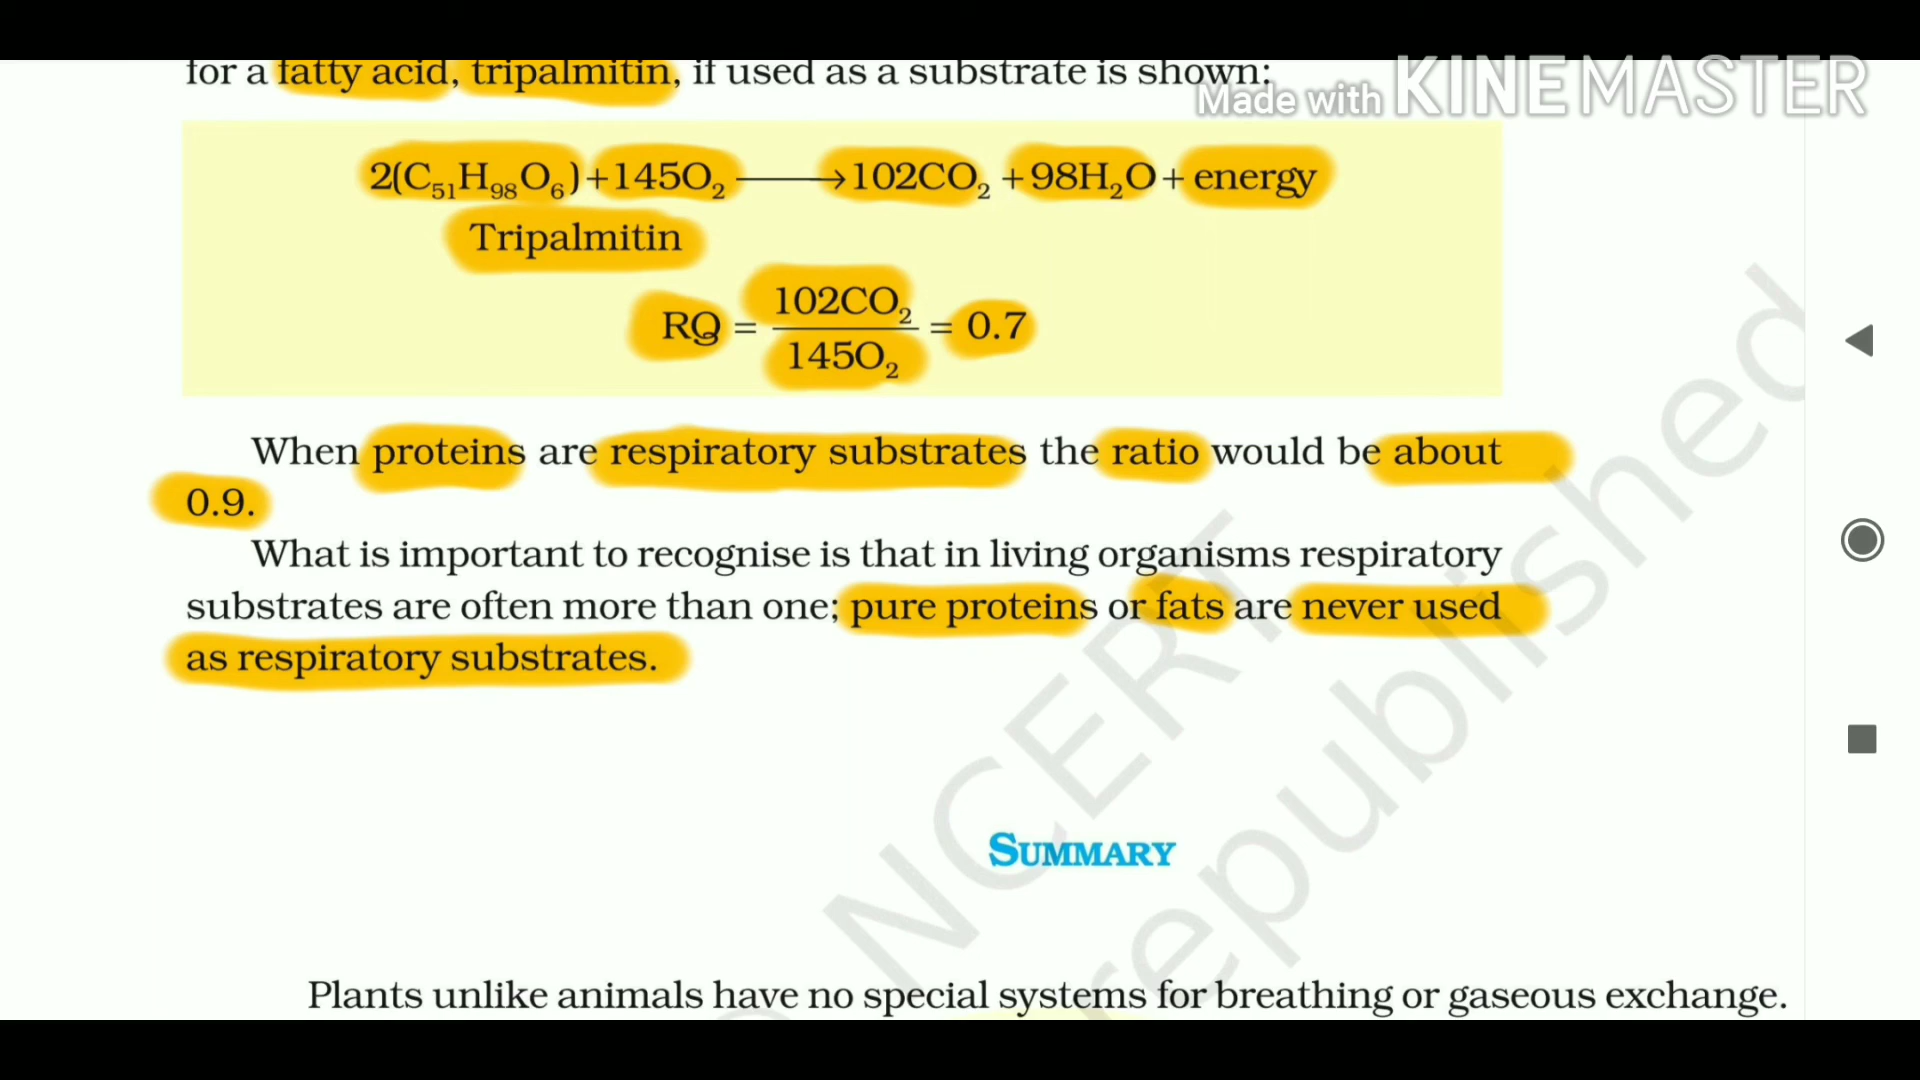 for a fatty acid, tripalmitin, if used as a substrate is shown:
Made with KINEMASTER
2(C₅₁H₉₈O₆)+145O₂ ⟶102CO₂ +98H₂O+energy
Tripalmitin
RQ = 102CO₂ / 145O₂ = 0.7
When proteins are respiratory substrates the ratio would be about
0.9.
What is important to recognise is that in living organisms respiratory
substrates are often more than one; pure proteins or fats are never used
as respiratory substrates.
NCERT
republished
SUMMARY
Plants unlike animals have no special systems for breathing or gaseous exchange.